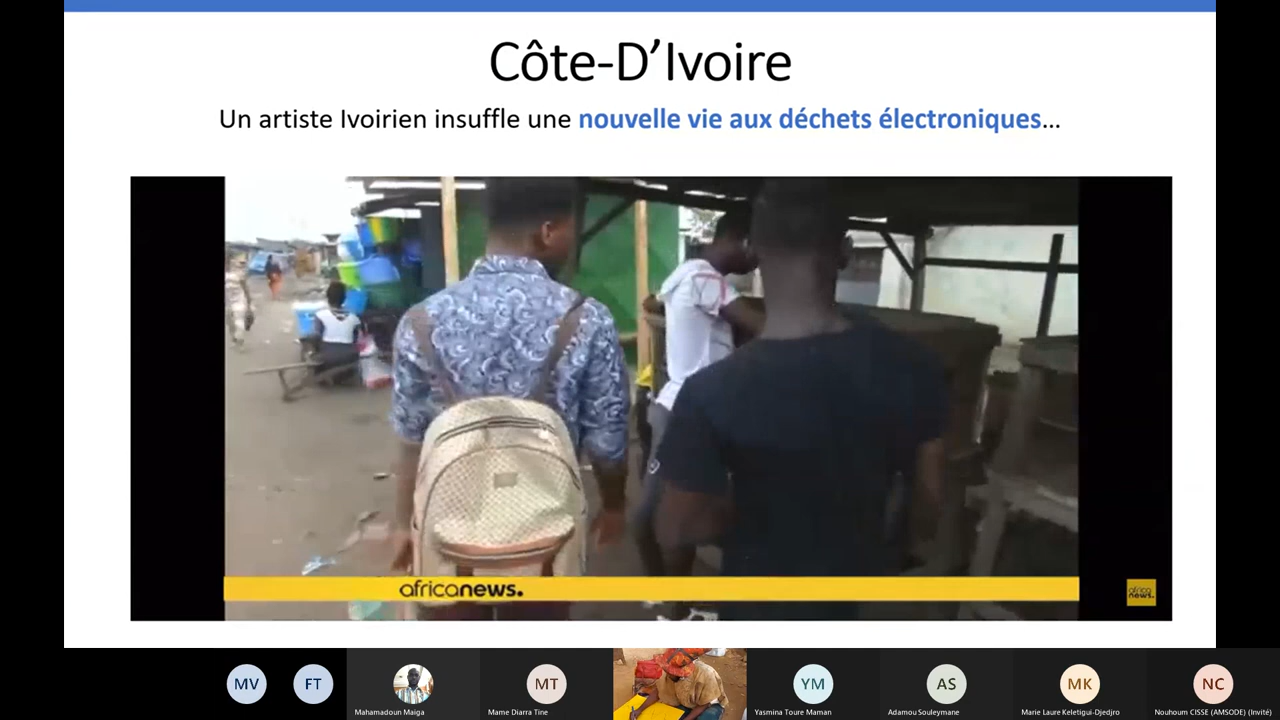 Côte-D’Ivoire
Un artiste Ivoirien insuffle une nouvelle vie aux déchets électroniques...
africanews.
africa
news.
MV
FT
MT
YM
AS
MK
NC
Mahamadoun Maiga
Mame Diarra Tine
Yasmina Toure Maman
Adamou Souleymane
Marie Laure Keletigui-Djedjro
Nouhoum CISSE (AMSODE) (Invité)